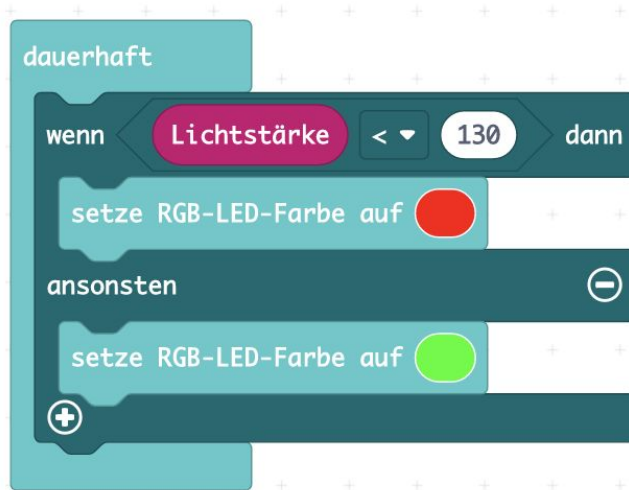 dauerhaft
wenn Lichtstärke < 130 dann
setze RGB-LED-Farbe auf
ansonsten
setze RGB-LED-Farbe auf